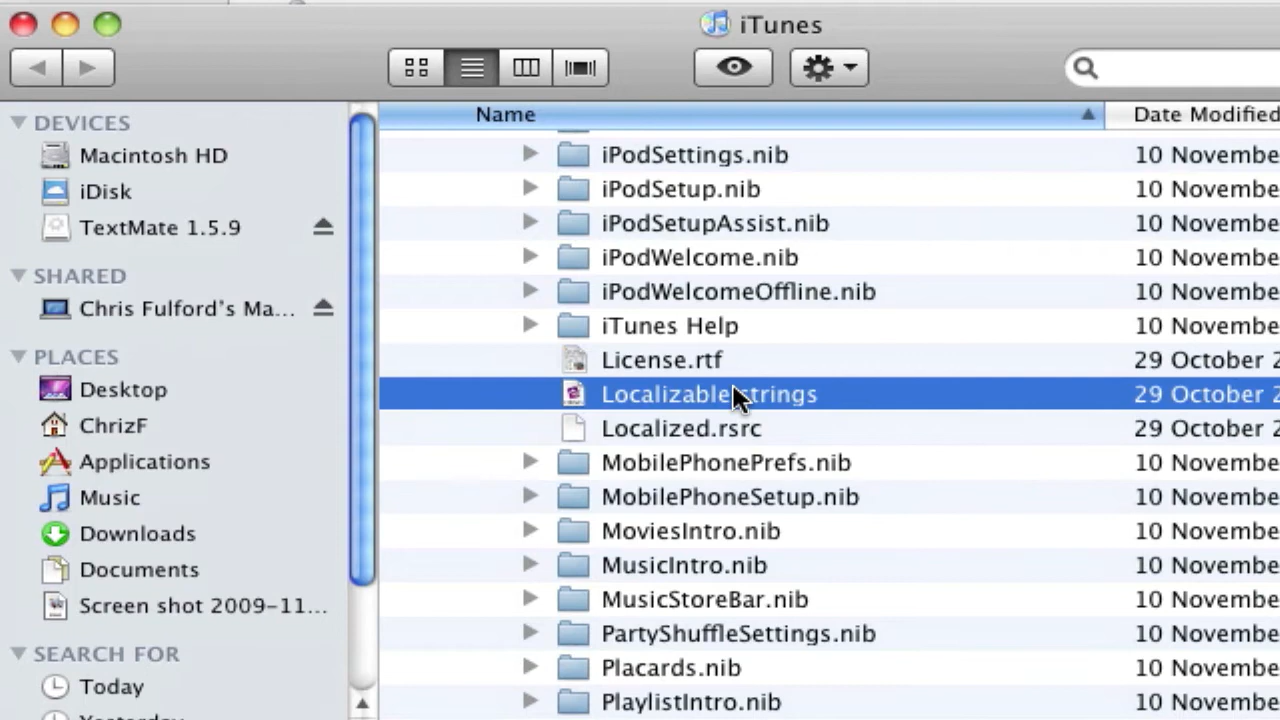 iTunes
Name
Date Modified
DEVICES
Macintosh HD
iDisk
TextMate 1.5.9
SHARED
Chris Fulford's Ma...
PLACES
Desktop
ChrizF
Applications
Music
Downloads
Documents
Screen shot 2009-11...
SEARCH FOR
Today
Yesterday
iPodSettings.nib 10 Novembe
iPodSetup.nib 10 Novembe
iPodSetupAssist.nib 10 Novembe
iPodWelcome.nib 10 Novembe
iPodWelcomeOffline.nib 10 Novembe
iTunes Help 10 Novembe
License.rtf 29 October 2
Localizable.strings 29 October 2
Localized.rsrc 29 October 2
MobilePhonePrefs.nib 10 Novembe
MobilePhoneSetup.nib 10 Novembe
MoviesIntro.nib 10 Novembe
MusicIntro.nib 10 Novembe
MusicStoreBar.nib 10 Novembe
PartyShuffleSettings.nib 10 Novembe
Placards.nib 10 Novembe
PlaylistIntro.nib 10 Novembe